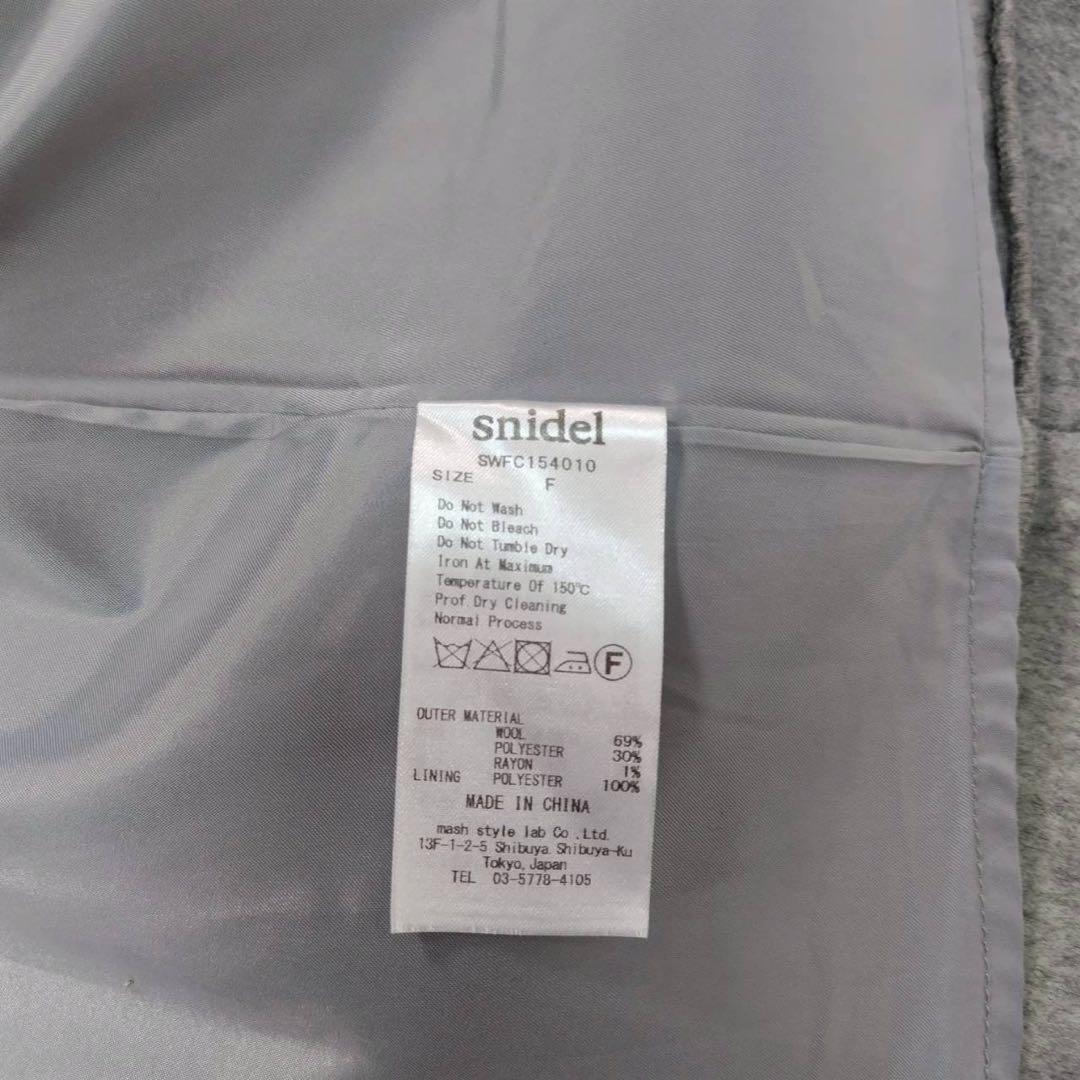 snidel
SWFC154010
SIZE F
Do Not Wash
Do Not Bleach
Do Not Tumble Dry
Iron At Maximum
Temperature Of 150℃
Prof.Dry Cleaning
Normal Process
F
OUTER MATERIAL
WOOL 69%
POLYESTER 30%
RAYON 1%
LINING POLYESTER 100%
MADE IN CHINA
mash style lab Co.,Ltd.
13F-1-2-5 Shibuya Shibuya-Ku
Tokyo, Japan
TEL 03-5778-4105